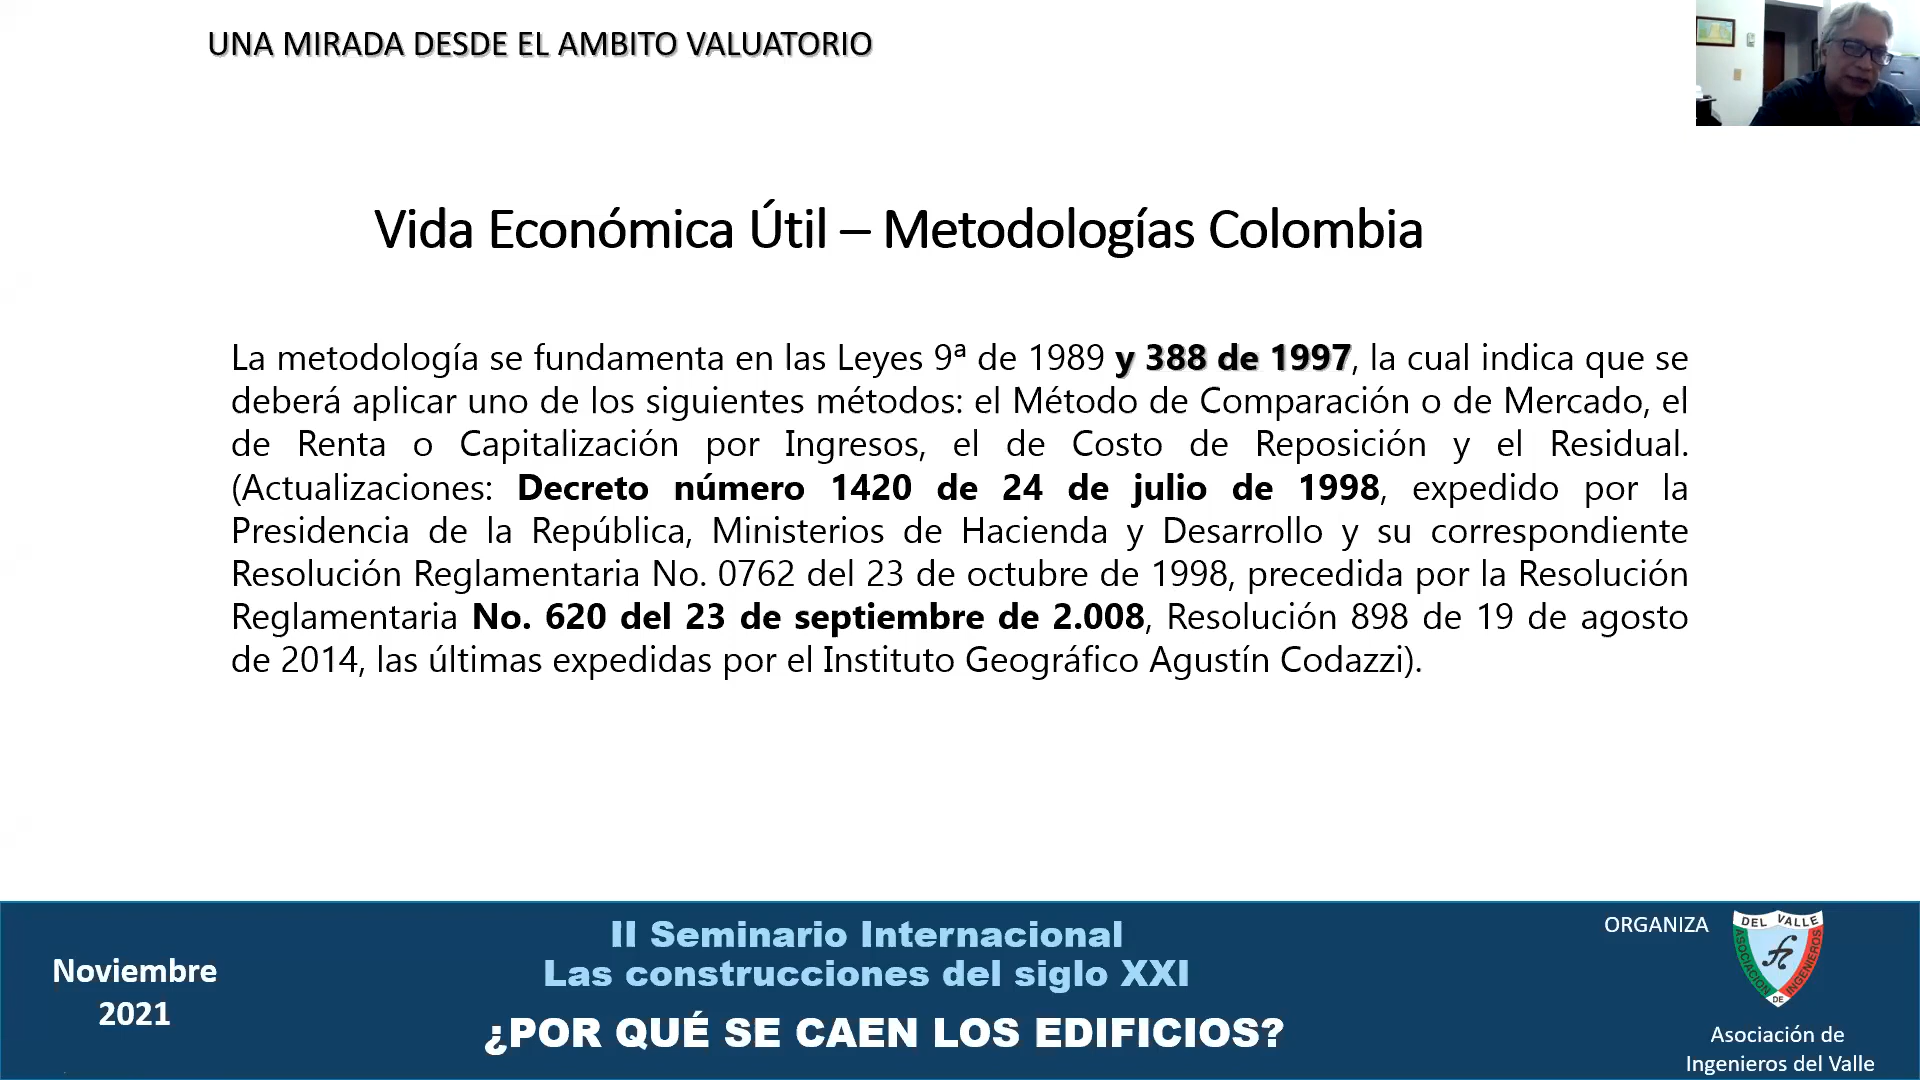 UNA MIRADA DESDE EL AMBITO VALUATORIO
Vida Económica Útil – Metodologías Colombia
La metodología se fundamenta en las Leyes 9ª de 1989 y 388 de 1997, la cual indica que se
deberá aplicar uno de los siguientes métodos: el Método de Comparación o de Mercado, el
de Renta o Capitalización por Ingresos, el de Costo de Reposición y el Residual.
(Actualizaciones: Decreto número 1420 de 24 de julio de 1998, expedido por la
Presidencia de la República, Ministerios de Hacienda y Desarrollo y su correspondiente
Resolución Reglamentaria No. 0762 del 23 de octubre de 1998, precedida por la Resolución
Reglamentaria No. 620 del 23 de septiembre de 2.008, Resolución 898 de 19 de agosto
de 2014, las últimas expedidas por el Instituto Geográfico Agustín Codazzi).
Noviembre
2021
II Seminario Internacional
Las construcciones del siglo XXI
¿POR QUÉ SE CAEN LOS EDIFICIOS?
ORGANIZA
DEL VALLE
ASOCIACIÓN
DE
INGENIEROS
Asociación de
Ingenieros del Valle